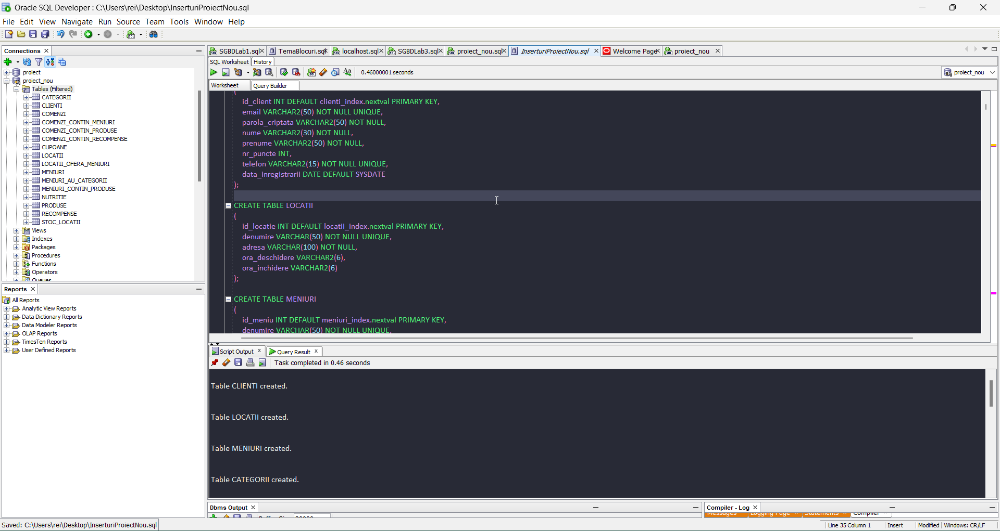 Oracle SQL Developer : C:\Users\rei\Desktop\InserturiProiectNou.sql
File Edit View Navigate Run Source Team Tools Window Help
Connections
proiect
proiect_nou
Tables (Filtered)
CATEGORII
CLIENTI
COMENZI
COMENZI_CONTIN_MENIURI
COMENZI_CONTIN_PRODUSE
COMENZI_CONTIN_RECOMPENSE
CUPOANE
LOCATII
LOCATII_OFERA_MENIURI
MENIURI
MENIURI_AU_CATEGORII
MENIURI_CONTIN_PRODUSE
NUTRITIE
PRODUSE
RECOMPENSE
STOC_LOCATII
Views
Indexes
Packages
Procedures
Functions
Operators
Queues
Reports
All Reports
Analytic View Reports
Data Dictionary Reports
Data Modeler Reports
OLAP Reports
TimesTen Reports
User Defined Reports
SGBDLab1.sql TemaBlocuri.sql localhost.sql SGBDLab3.sql proiect_nou.sql InserturiProiectNou.sql Welcome Page proiect_nou
SQL Worksheet History
0.46000001 seconds
proiect_nou
Worksheet Query Builder
(
id_client INT DEFAULT clienti_index.nextval PRIMARY KEY,
email VARCHAR2(50) NOT NULL UNIQUE,
parola_criptata VARCHAR2(50) NOT NULL,
nume VARCHAR2(30) NOT NULL,
prenume VARCHAR2(50) NOT NULL,
nr_puncte INT,
telefon VARCHAR2(15) NOT NULL UNIQUE,
data_inregistrarii DATE DEFAULT SYSDATE
);
CREATE TABLE LOCATII
(
id_locatie INT DEFAULT locatii_index.nextval PRIMARY KEY,
denumire VARCHAR(50) NOT NULL UNIQUE,
adresa VARCHAR(100) NOT NULL,
ora_deschidere VARCHAR2(6),
ora_inchidere VARCHAR2(6)
);
CREATE TABLE MENIURI
(
id_meniu INT DEFAULT meniuri_index.nextval PRIMARY KEY,
denumire VARCHAR(50) NOT NULL UNIQUE,
Script Output Query Result
Task completed in 0.46 seconds
Table CLIENTI created.
Table LOCATII created.
Table MENIURI created.
Table CATEGORII created.
Dbms Output
Compiler - Log
Messages Logging Page Statements Compiler
Saved: C:\Users\rei\Desktop\InserturiProiectNou.sql
Line 35 Column 1 Insert Modified Windows: CR/LF